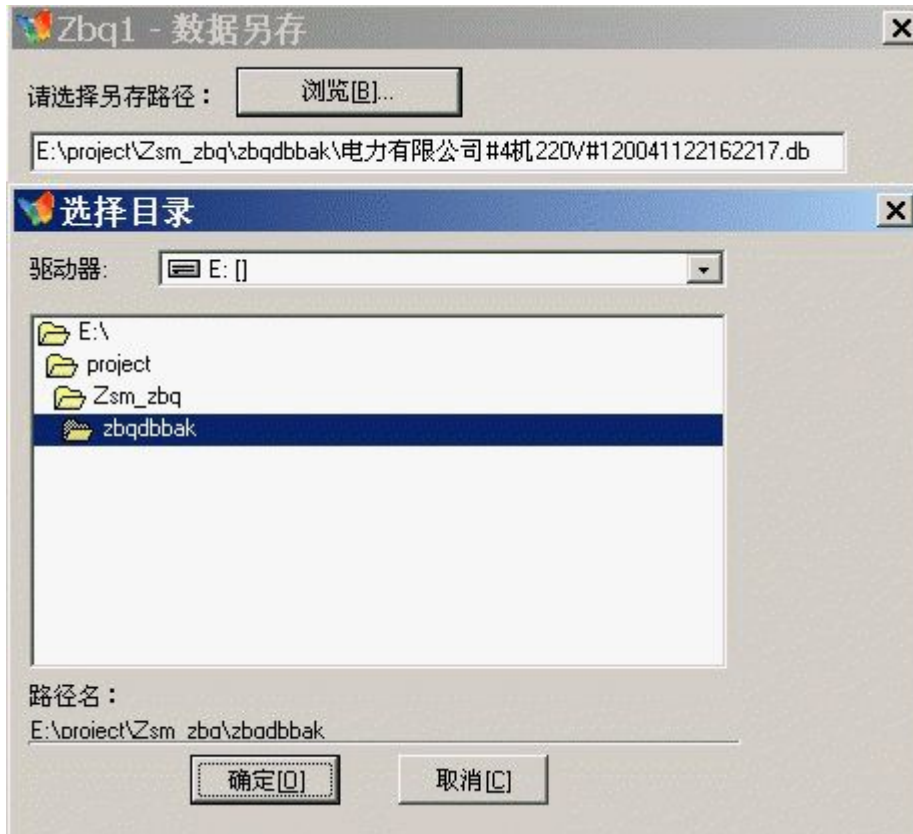 Zbq1 - 数据另存
请选择另存路径： 浏览[B]...
E:\project\Zsm_zbq\zbqdbbak\电力有限公司#4机220V#120041122162217.db
选择目录
驱动器: E: []
E:\
project
Zsm_zbq
zbqdbbak
路径名：
E:\project\Zsm_zbq\zbqdbbak
确定[O] 取消[C]